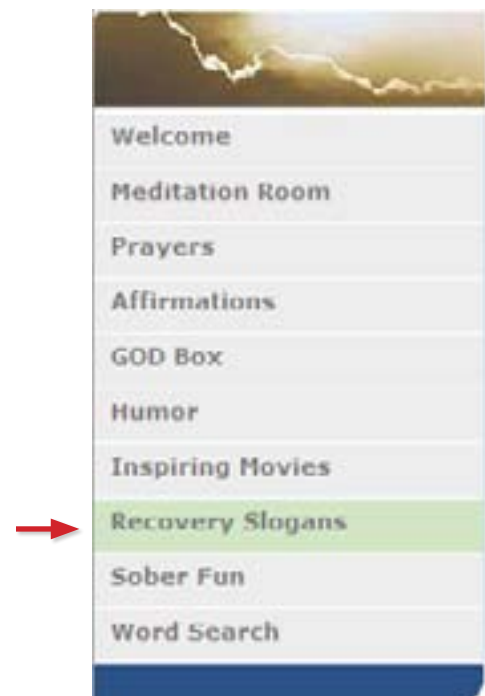 Welcome
Meditation Room
Prayers
Affirmations
GOD Box
Humor
Inspiring Movies
Recovery Slogans
Sober Fun
Word Search